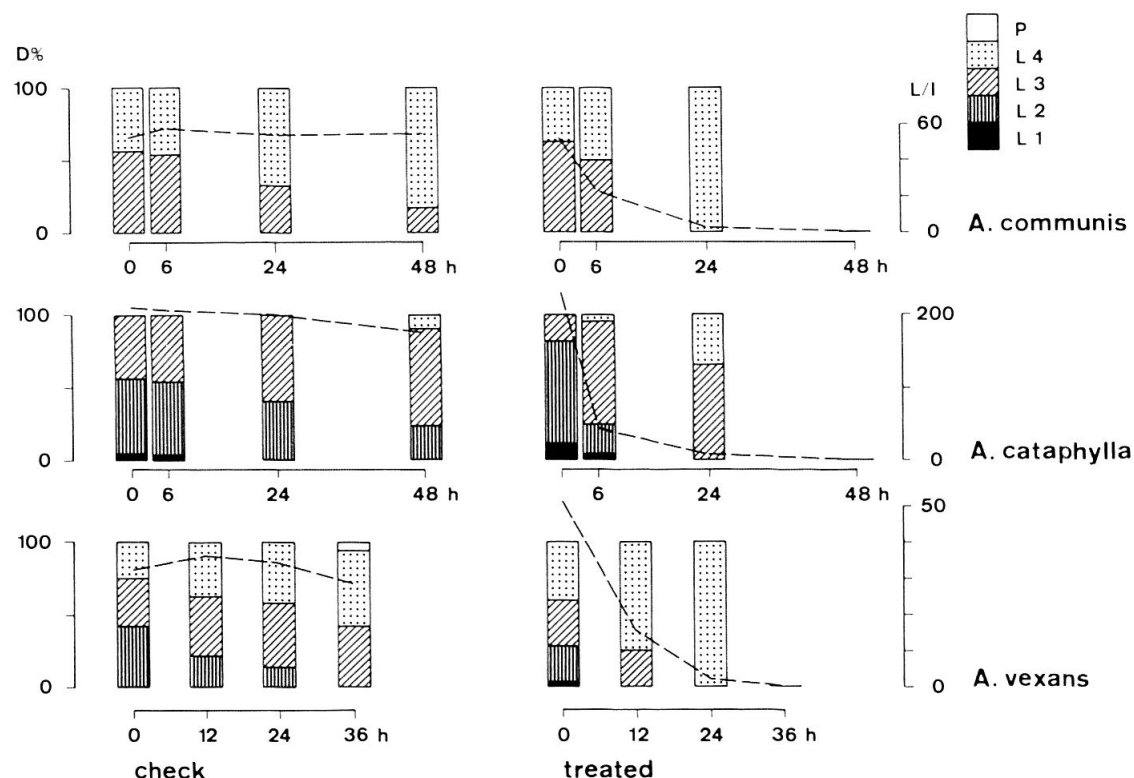 P
L 4
L 3
L 2
L 1
D%
100
0
0 6 24 48 h
0 6 24 48 h
L/l
60
0
A. communis
100
0
0 6 24 48 h
6 24 48 h
200
0
A. cataphylla
100
0
0 12 24 36 h
0 12 24 36 h
50
0
A. vexans
check
treated